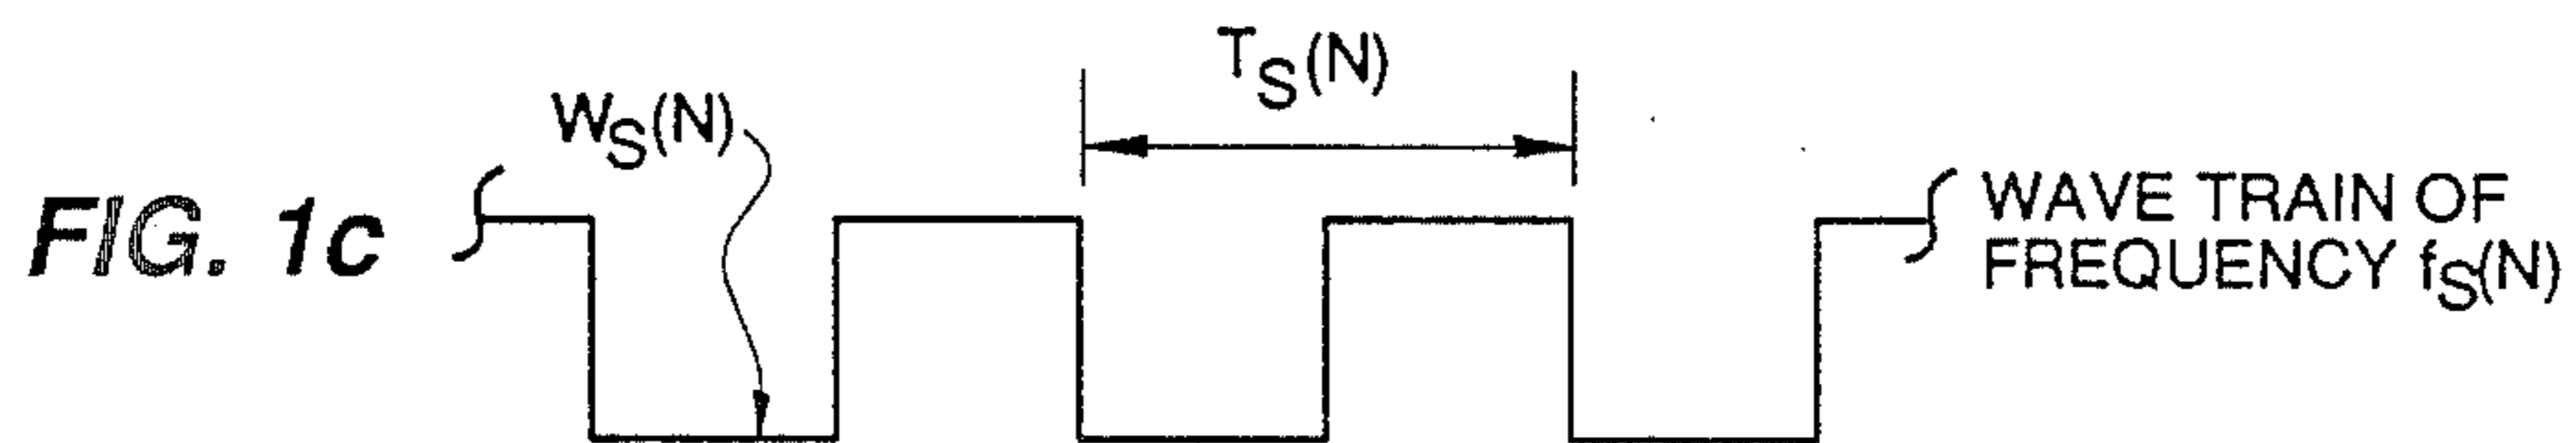 T_S(N)
W_S(N)
FIG. 1c
WAVE TRAIN OF
FREQUENCY f_S(N)